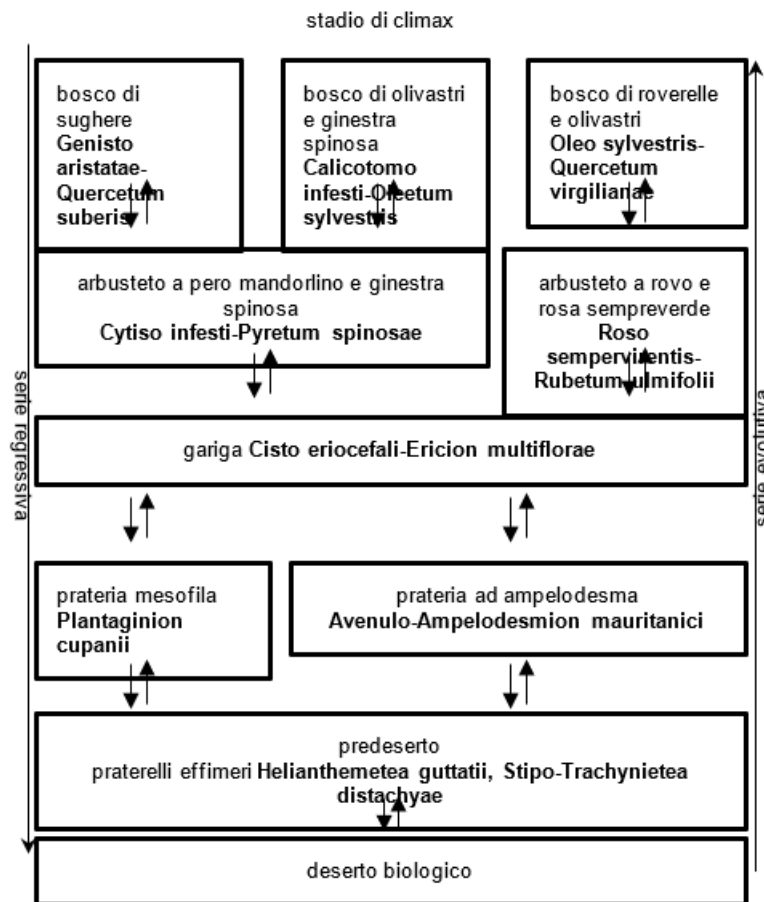 stadio di climax
bosco di
sughere
Genisto
aristatae-
Quercetum
suberis
bosco di olivastri
e ginestra
spinosa
Calicotomo
infesti-Oleetum
sylvestris
bosco di roverelle
e olivastri
Oleo sylvestris-
Quercetum
virgilianae
arbusteto a pero mandorlino e ginestra
spinosa
Cytiso infesti-Pyretum spinosae
arbusteto a rovo e
rosa sempreverde
Roso
sempervirentis-
Rubetum ulmifolii
serie regressiva
serie evolutiva
gariga Cisto eriocefali-Ericion multiflorae
prateria mesofila
Plantaginion
cupanii
prateria ad ampelodesma
Avenulo-Ampelodesmion mauritanici
predeserto
praterelli effimeri Helianthemetea guttatii, Stipo-Trachynietea
distachyae
deserto biologico